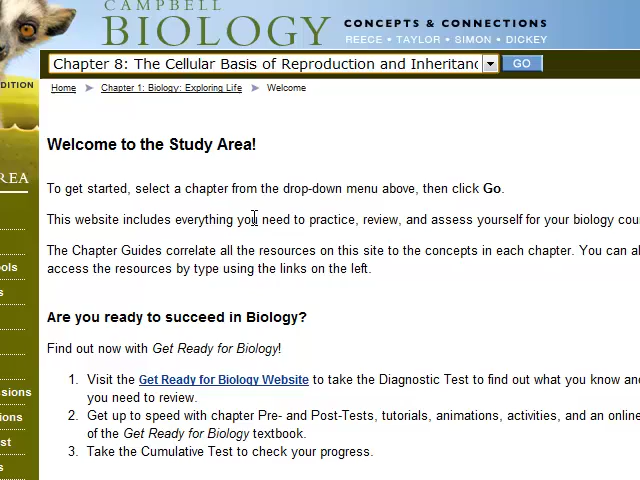 CAMPBELL
BIOLOGY CONCEPTS & CONNECTIONS
REECE • TAYLOR • SIMON • DICKEY
Chapter 8: The Cellular Basis of Reproduction and Inheritanc GO
DITION
Home Chapter 1: Biology: Exploring Life Welcome
Welcome to the Study Area!
REA
To get started, select a chapter from the drop-down menu above, then click Go.
This website includes everything you need to practice, review, and assess yourself for your biology cou
The Chapter Guides correlate all the resources on this site to the concepts in each chapter. You can al
ols
access the resources by type using the links on the left.
s
Are you ready to succeed in Biology?
Find out now with Get Ready for Biology!
1. Visit the Get Ready for Biology Website to take the Diagnostic Test to find out what you know an
ssions
you need to review.
2. Get up to speed with chapter Pre- and Post-Tests, tutorials, animations, activities, and an online
ions
of the Get Ready for Biology textbook.
st
3. Take the Cumulative Test to check your progress.
s